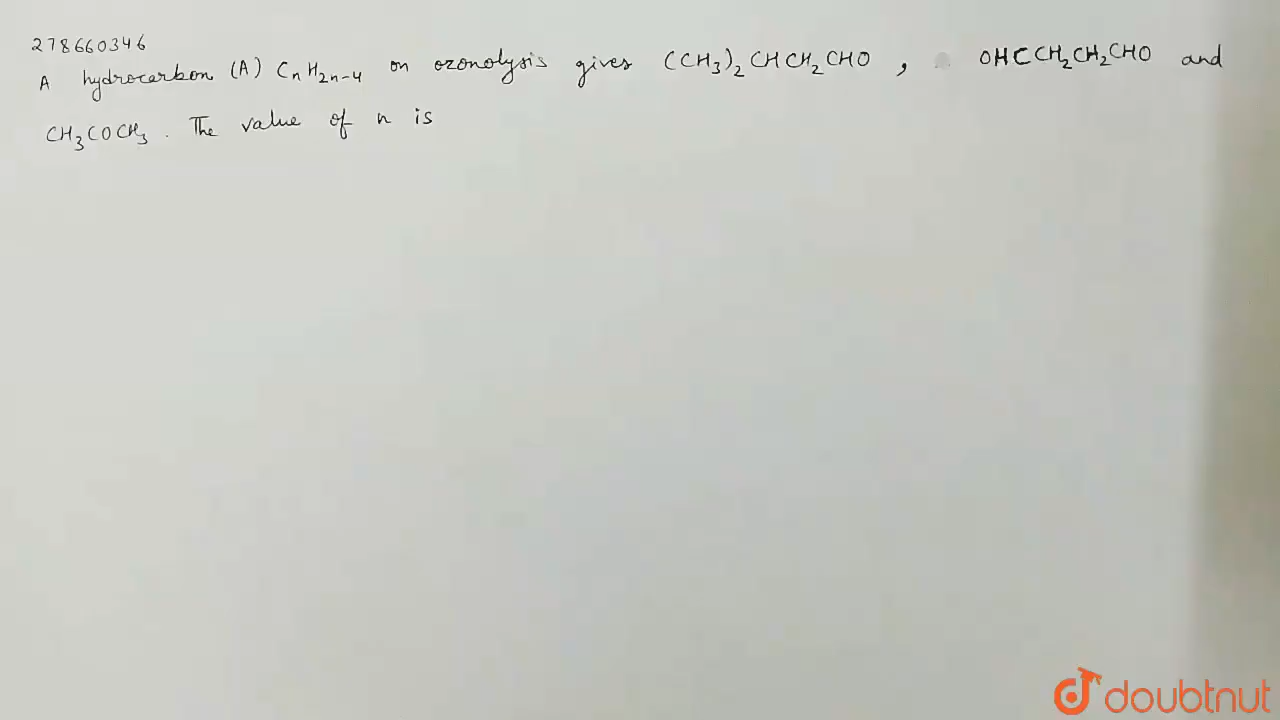 278660346
A hydrocarbon (A) CnH2n-4 on ozonolysis gives (CH3)2CHCH2CHO, OHCCH2CH2CHO and
CH3COCH3. The value of n is
doubtnut